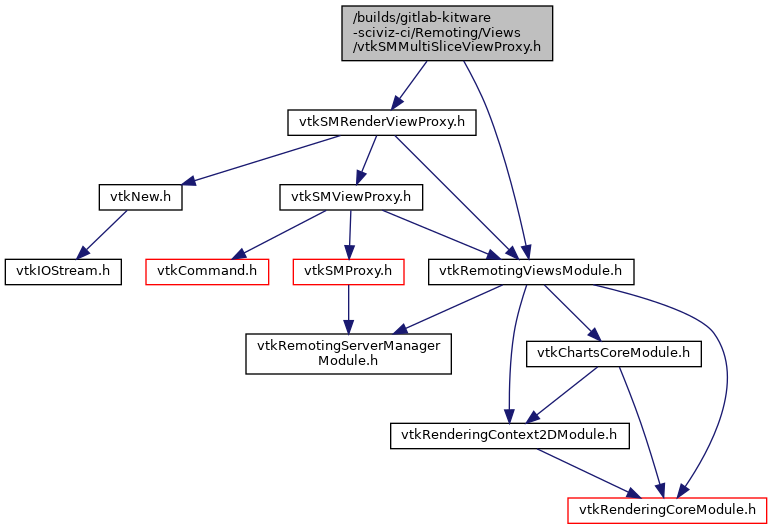 /builds/gitlab-kitware
-sciviz-ci/Remoting/Views
/vtkSMMultiSliceViewProxy.h
vtkSMRenderViewProxy.h
vtkNew.h
vtkSMViewProxy.h
vtkIOStream.h
vtkCommand.h
vtkSMProxy.h
vtkRemotingViewsModule.h
vtkRemotingServerManager
Module.h
vtkChartsCoreModule.h
vtkRenderingContext2DModule.h
vtkRenderingCoreModule.h